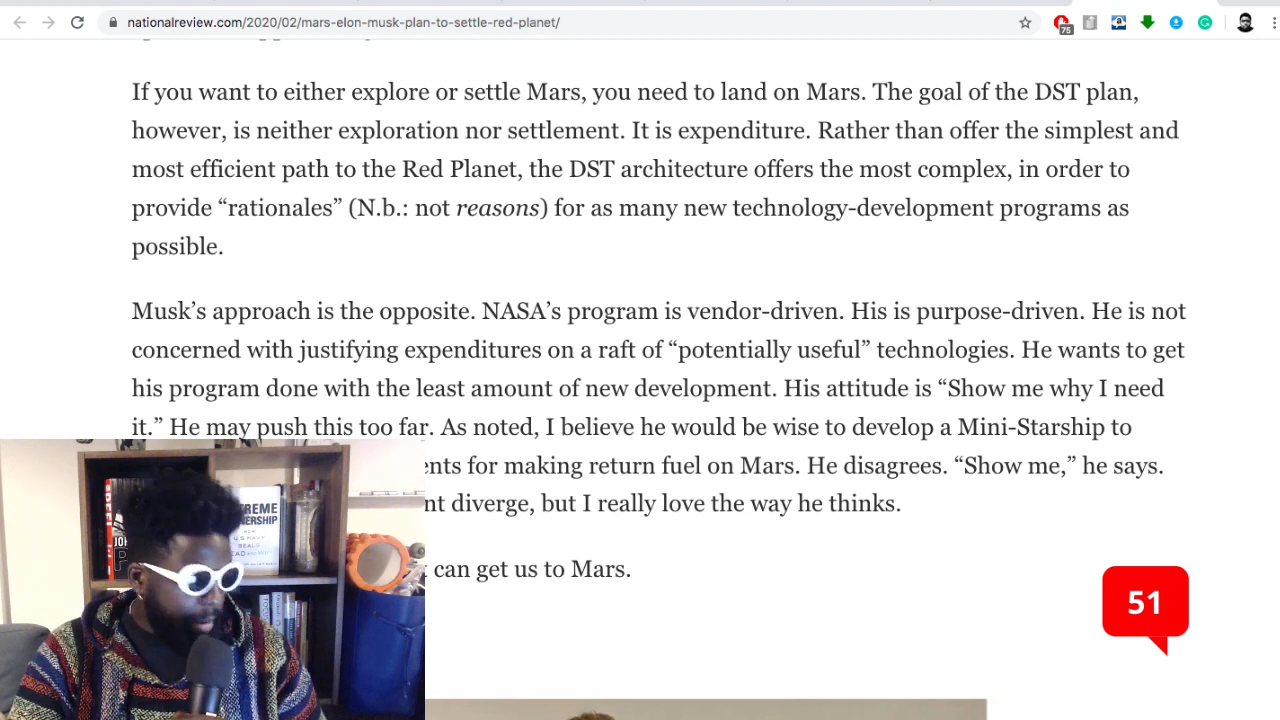 nationalreview.com/2020/02/mars-elon-musk-plan-to-settle-red-planet/
75
If you want to either explore or settle Mars, you need to land on Mars. The goal of the DST plan,
however, is neither exploration nor settlement. It is expenditure. Rather than offer the simplest and
most efficient path to the Red Planet, the DST architecture offers the most complex, in order to
provide “rationales” (N.b.: not reasons) for as many new technology-development programs as
possible.
Musk’s approach is the opposite. NASA’s program is vendor-driven. His is purpose-driven. He is not
concerned with justifying expenditures on a raft of “potentially useful” technologies. He wants to get
his program done with the least amount of new development. His attitude is “Show me why I need
it.” He may push this too far. As noted, I believe he would be wise to develop a Mini-Starship to
ents for making return fuel on Mars. He disagrees. “Show me,” he says.
nt diverge, but I really love the way he thinks.
can get us to Mars.
51
REME
NERSHIP
U.S NAVY
SEALS